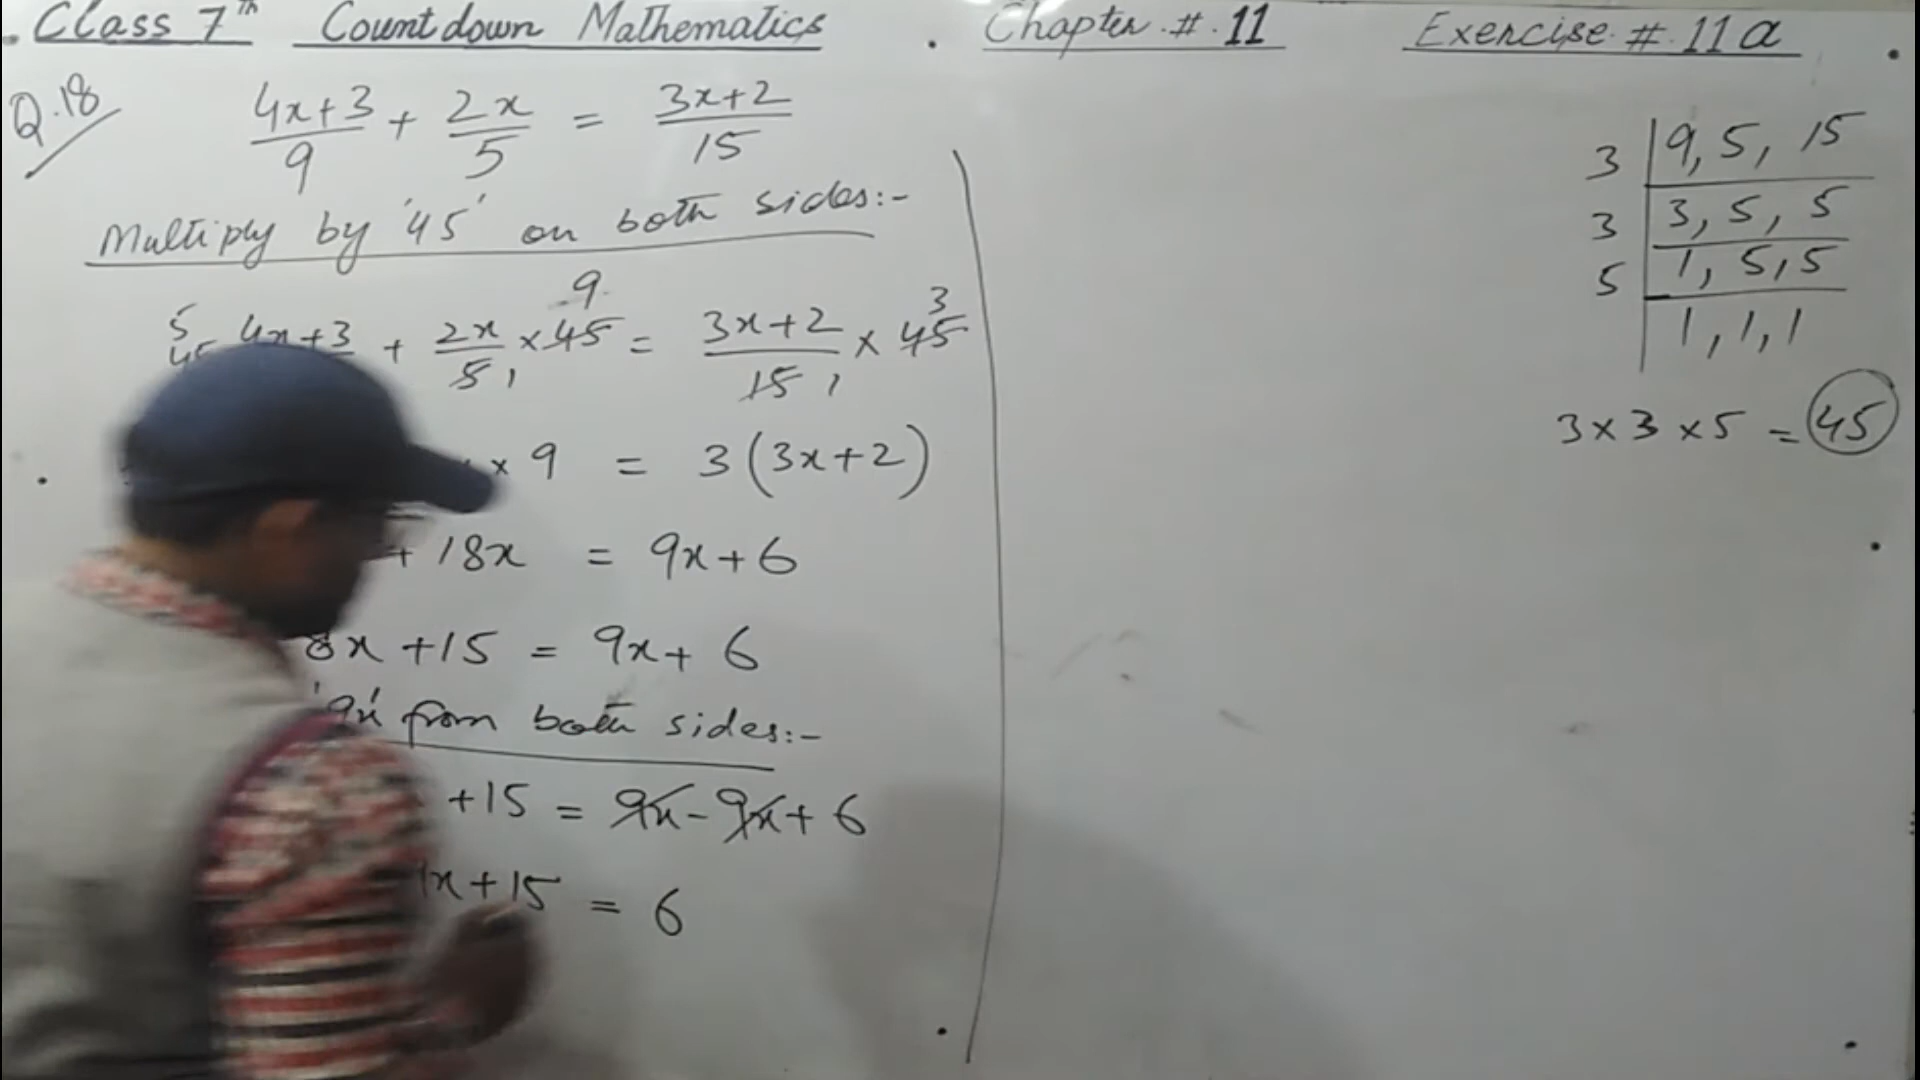 Class 7th Countdown Mathematics Chapter # 11 Exercise # 11a
Q.18
(4x+3)/9 + 2x/5 = (3x+2)/15
Multiply by '45' on both sides:-
45 (4x+3) + 2x/5 × 45 = (3x+2)/15 × 45
5 1 9 1 3
× 9 = 3(3x+2)
+ 18x = 9x+6
8x +15 = 9x+ 6
'9x' from both sides:-
+15 = 9x- 9x+ 6
x+15 = 6
3 | 9, 5, 15
3 | 3, 5, 5
5 | 1, 5, 5
1, 1, 1
3 × 3 × 5 = 45